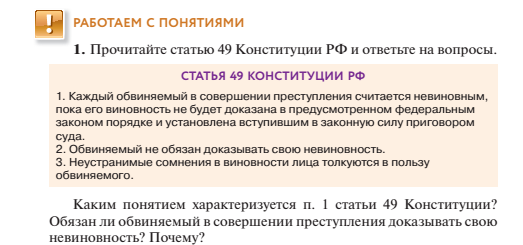 !
РАБОТАЕМ С ПОНЯТИЯМИ
1. Прочитайте статью 49 Конституции РФ и ответьте на вопросы.
СТАТЬЯ 49 КОНСТИТУЦИИ РФ
1. Каждый обвиняемый в совершении преступления считается невиновным,
пока его виновность не будет доказана в предусмотренном федеральным
законом порядке и установлена вступившим в законную силу приговором
суда.
2. Обвиняемый не обязан доказывать свою невиновность.
3. Неустранимые сомнения в виновности лица толкуются в пользу
обвиняемого.
Каким понятием характеризуется п. 1 статьи 49 Конституции?
Обязан ли обвиняемый в совершении преступления доказывать свою
невиновность? Почему?